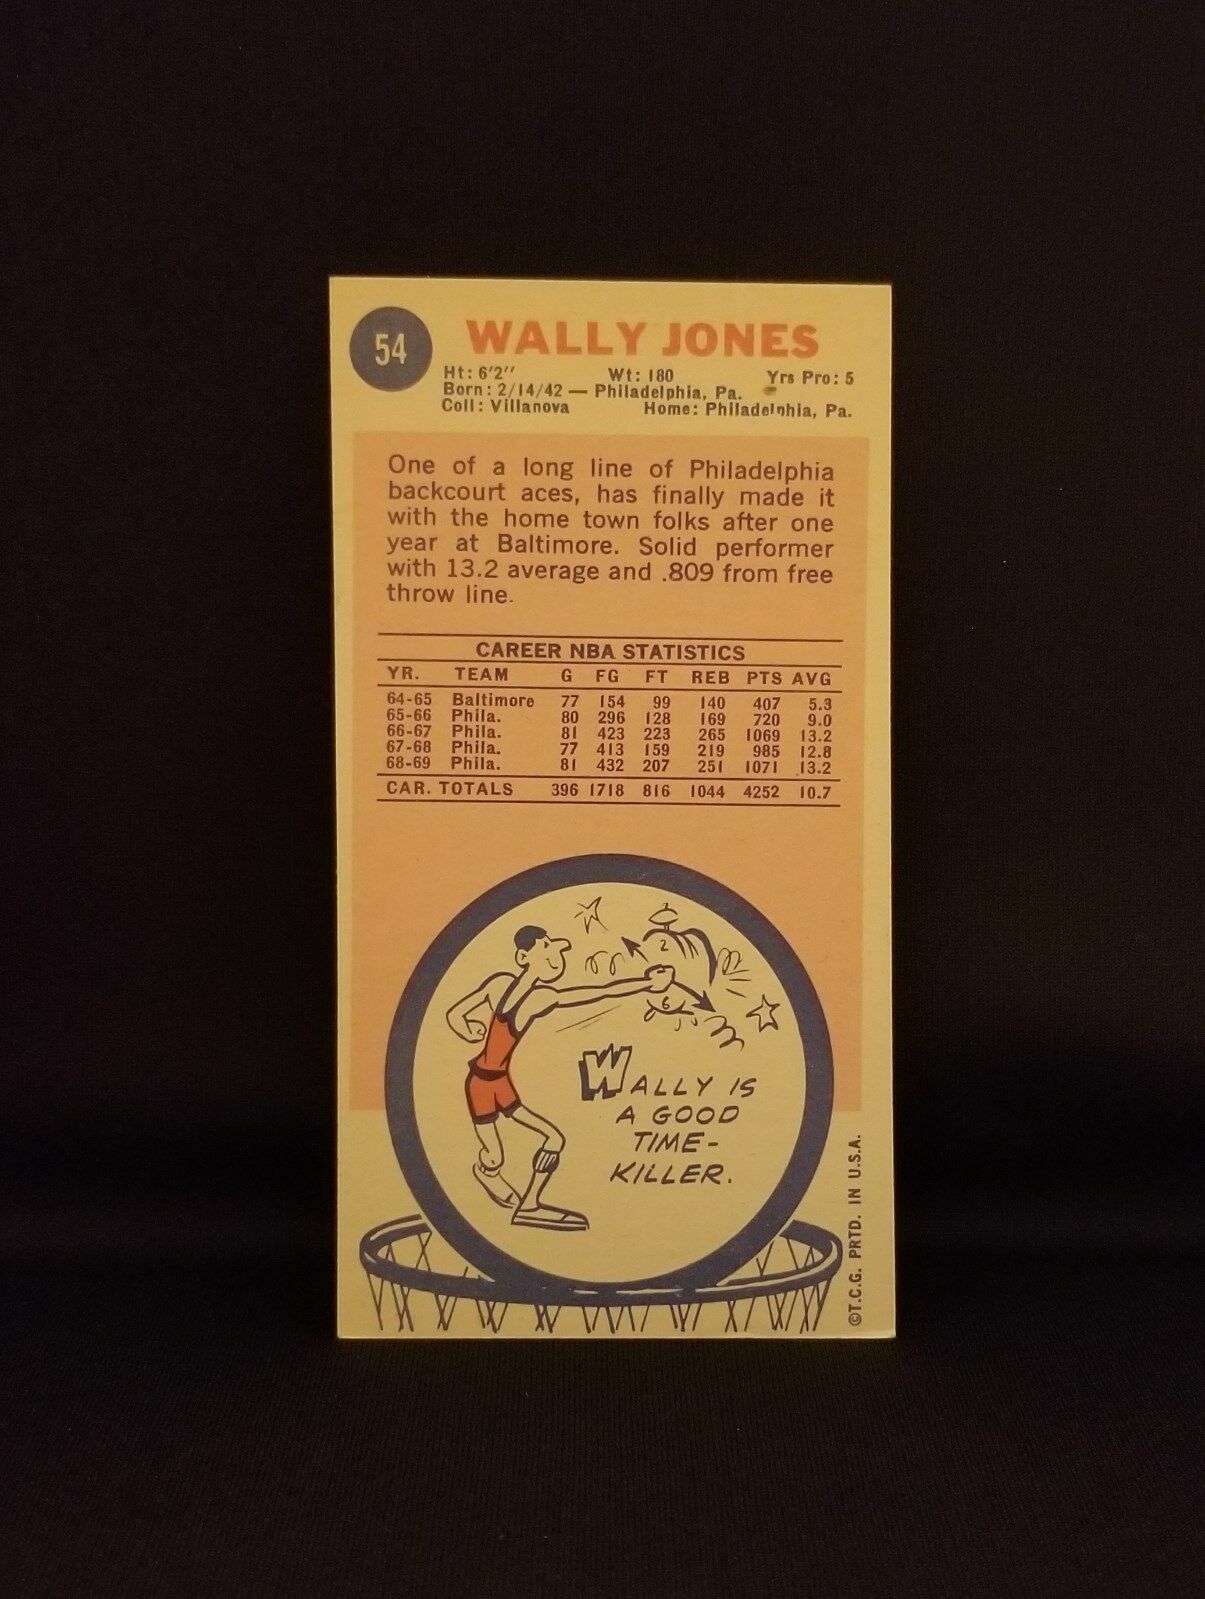 54
WALLY JONES
Ht: 6'2" Wt: 180 Yrs Pro: 5
Born: 2/14/42 — Philadelphia, Pa.
Coll: Villanova Home: Philadelphia, Pa.
One of a long line of Philadelphia
backcourt aces, has finally made it
with the home town folks after one
year at Baltimore. Solid performer
with 13.2 average and .809 from free
throw line.
CAREER NBA STATISTICS
YR. TEAM G FG FT REB PTS AVG
64-65 Baltimore 77 154 99 140 407 5.3
65-66 Phila. 80 296 128 169 720 9.0
66-67 Phila. 81 423 223 265 1069 13.2
67-68 Phila. 77 413 159 219 985 12.8
68-69 Phila. 81 432 207 251 1071 13.2
CAR. TOTALS 396 1718 816 1044 4252 10.7
2
6
WALLY IS
A GOOD
TIME-
KILLER.
©T.C.G. PRTD. IN U.S.A.